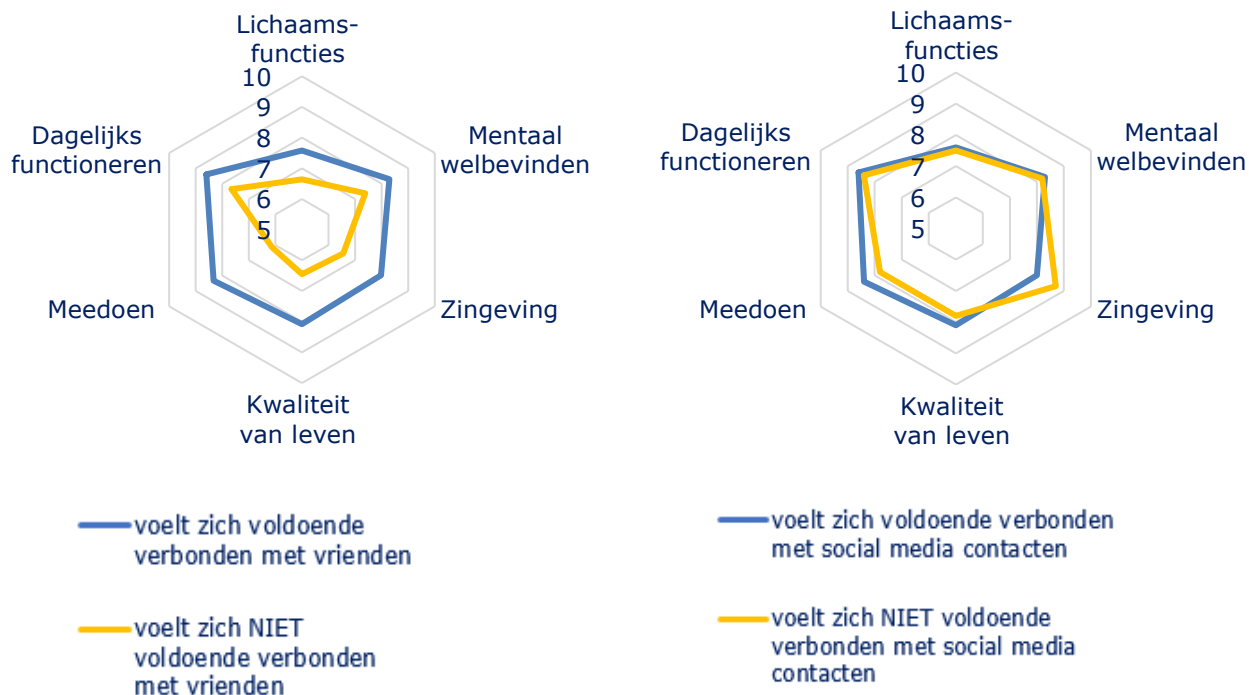 Lichaams-
functies
10
9
8
7
6
5
Dagelijks
functioneren
Mentaal
welbevinden
Meedoen
Zingeving
Kwaliteit
van leven
voelt zich voldoende
verbonden met vrienden
voelt zich NIET
voldoende verbonden
met vrienden
Lichaams-
functies
10
9
8
7
6
5
Dagelijks
functioneren
Mentaal
welbevinden
Meedoen
Zingeving
Kwaliteit
van leven
voelt zich voldoende verbonden
met social media contacten
voelt zich NIET voldoende
verbonden met social media
contacten